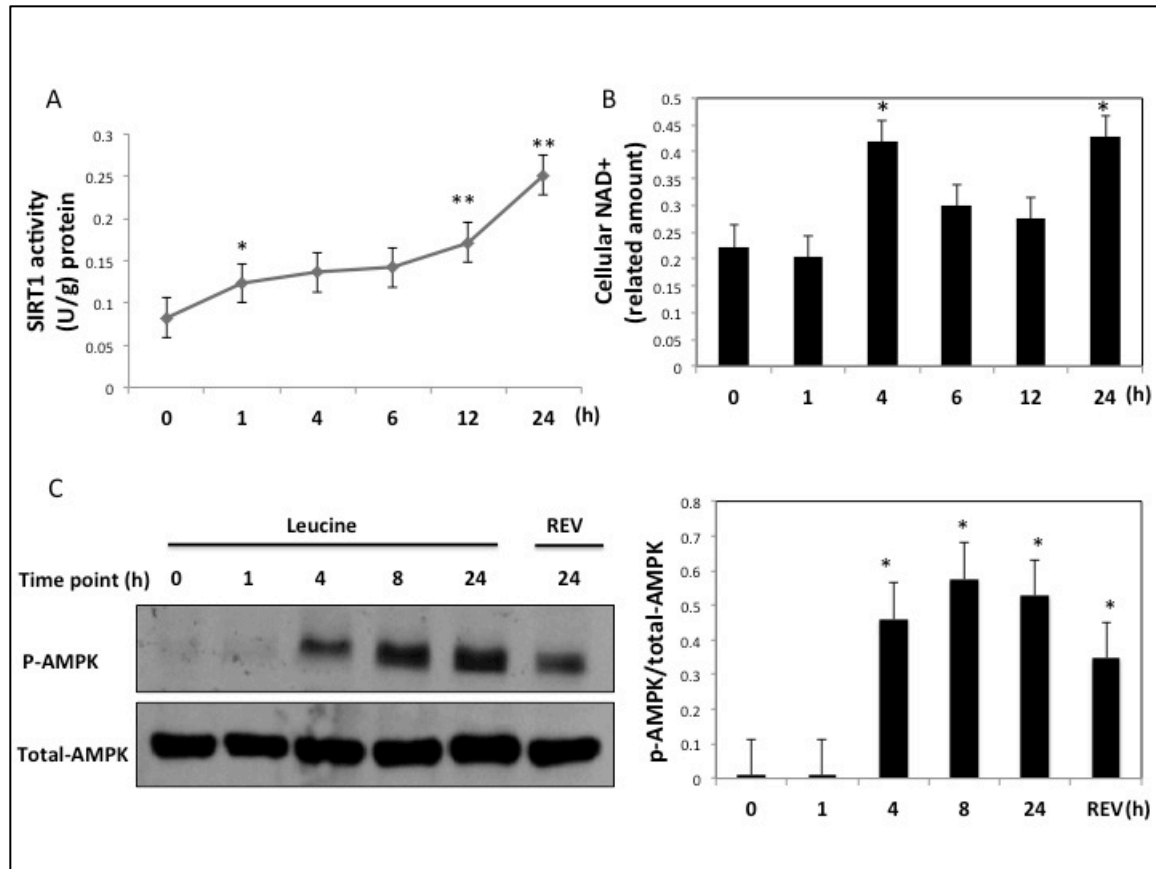 A
SIRT1 activity
(U/g) protein
0.3
0.25
0.2
0.15
0.1
0.05
0
*
**
**
0 1 4 6 12 24 (h)
B
Cellular NAD+
(related amount)
0.5
0.45
0.4
0.35
0.3
0.25
0.2
0.15
0.1
0.05
0
*
*
0 1 4 6 12 24 (h)
C
Leucine REV
Time point (h) 0 1 4 8 24 24
P-AMPK
Total-AMPK
p-AMPK/total-AMPK
0.8
0.7
0.6
0.5
0.4
0.3
0.1
0
*
*
*
*
0 1 4 8 24 REV (h)